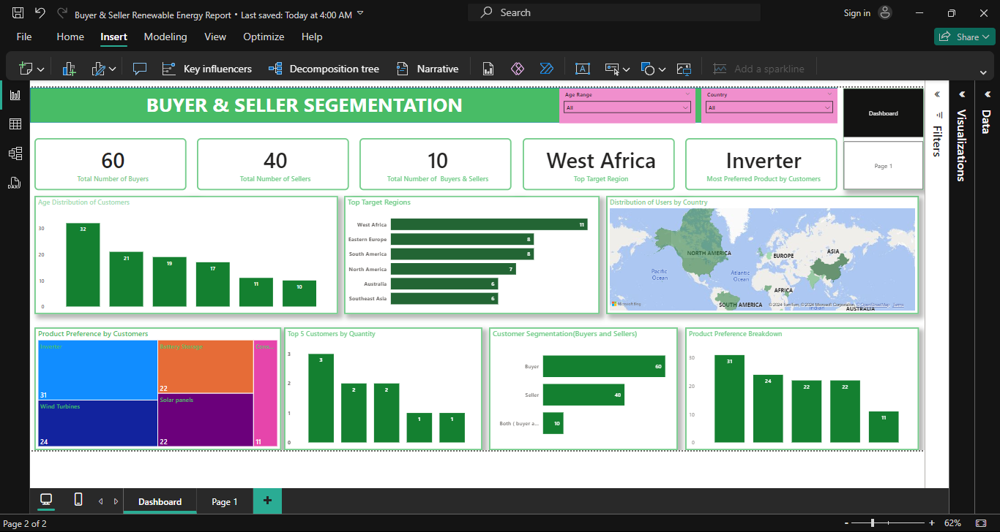 Buyer & Seller Renewable Energy Report • Last saved: Today at 4:00 AM
Search
Sign in
File
Home
Insert
Modeling
View
Optimize
Help
Share
Key influencers
Decomposition tree
Narrative
Add a sparkline
BUYER & SELLER SEGEMENTATION
Age Range
All
Country
All
Dashboard
Page 1
60
Total Number of Buyers
40
Total Number of Sellers
10
Total Number of Buyers & Sellers
West Africa
Top Target Region
Inverter
Most Preferred Product by Customers
Filters
Visualizations
Data
DAX
Age Distribution of Customers
30
20
10
0
32
21
19
17
11
10
Top Target Regions
West Africa 11
Eastern Europe 8
South America 8
North America 7
Australia 6
Southeast Asia 6
Distribution of Users by Country
NORTH AMERICA
EUROPE
ASIA
Pacific
Ocean
Atlantic
Ocean
AFRICA
SOUTH AMERICA
Indian
AUSTRALIA
Microsoft Bing
© 2024 TomTom, © 2024 Microsoft Corporation, © OpenStreetMap Terms
Product Preference by Customers
Inverter
31
Wind Turbines
24
Battery Storage
22
Solar panels
22
Cons...
11
Top 5 Customers by Quantity
3
2
1
0
3
2
2
1
1
Customer Segmentation(Buyers and Sellers)
Buyer 60
Seller 40
Both ( buyer a... 10
Product Preference Breakdown
30
20
10
0
31
24
22
22
11
Dashboard
Page 1
Page 2 of 2
- + 62%